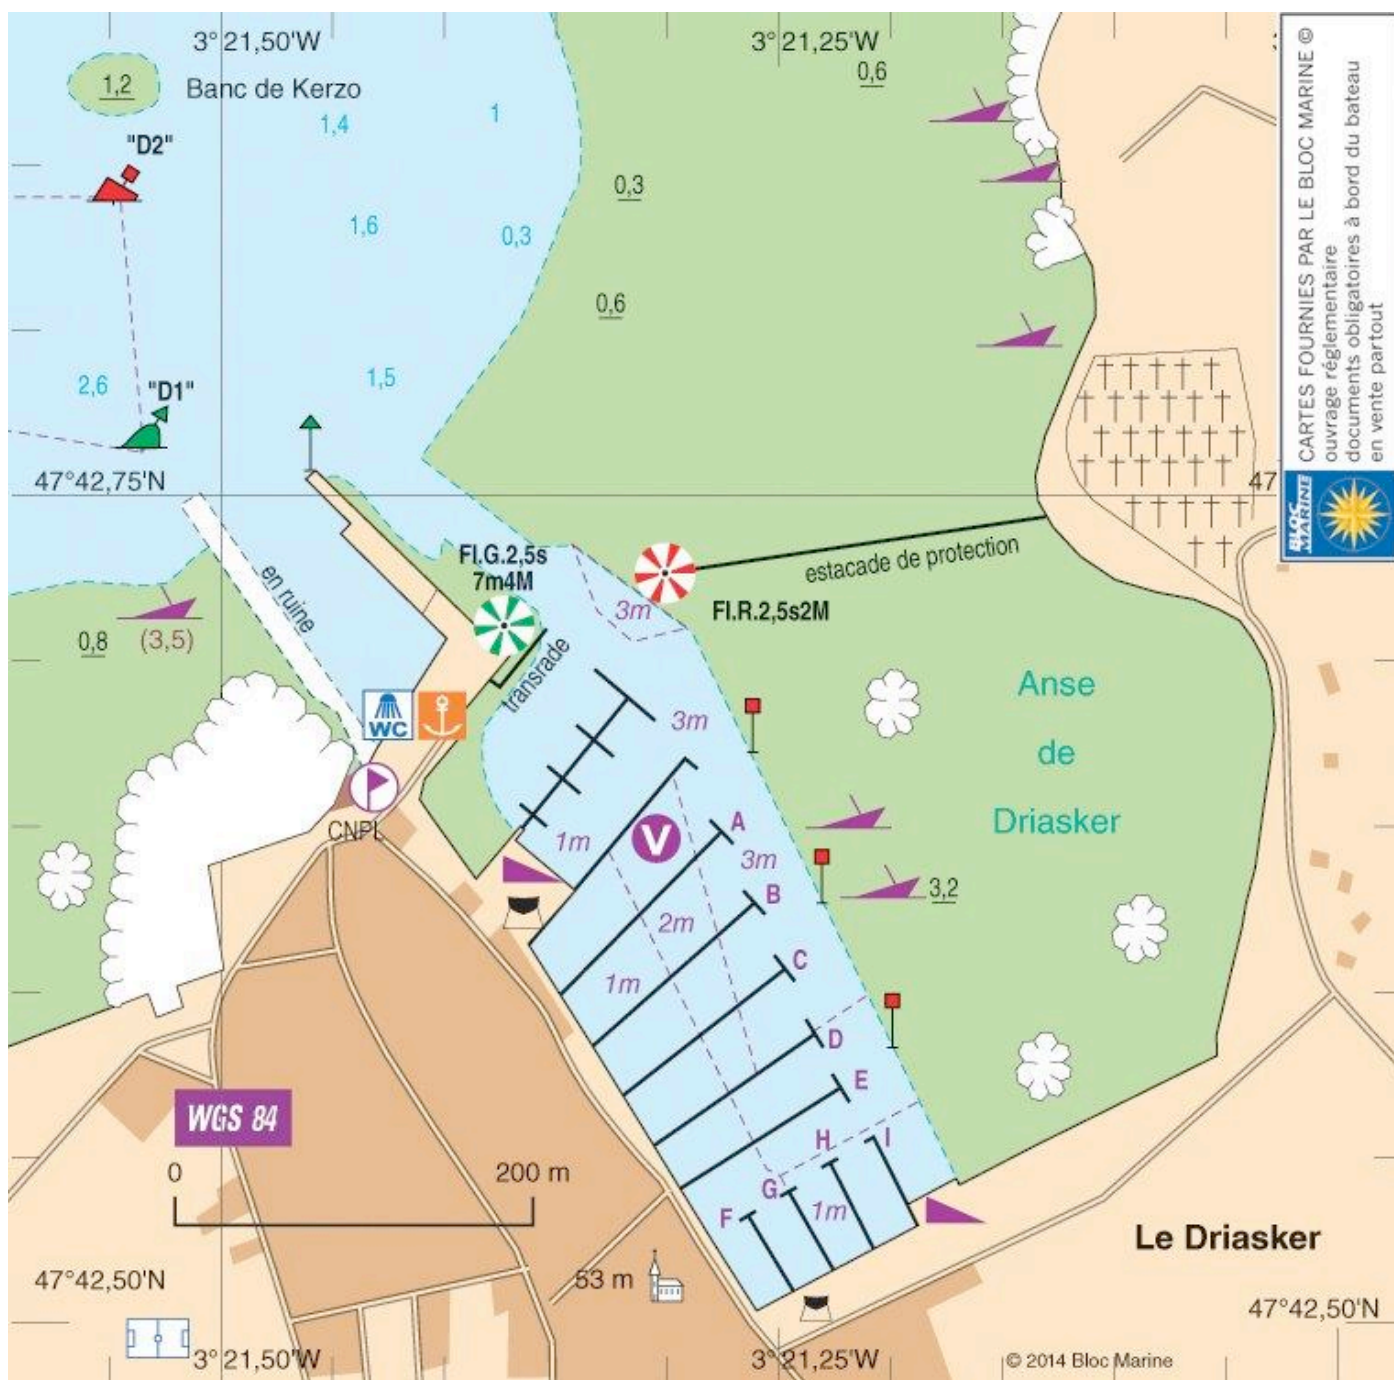 3° 21,50'W
3° 21,25'W
1,2
Banc de Kerzo
0,6
1,4
1
"D2"
0,3
1,6
0,3
0,6
2,6
"D1"
1,5
47°42,75'N
47
CARTES FOURNIES PAR LE BLOC MARINE ©
ouvrage réglementaire
documents obligatoires à bord du bateau
en vente partout
BLOC
MARINE
en ruine
Fl.G.2,5s
7m4M
estacade de protection
3m
Fl.R.2,5s2M
0,8
(3,5)
transrade
WC
3m
Anse
de
Driasker
CNPL
1m
V
A
3m
B
3,2
2m
C
1m
D
E
WGS 84
H
I
0
200 m
G
F
1m
Le Driasker
47°42,50'N
53 m
47°42,50'N
3° 21,50'W
3° 21,25'W
© 2014 Bloc Marine